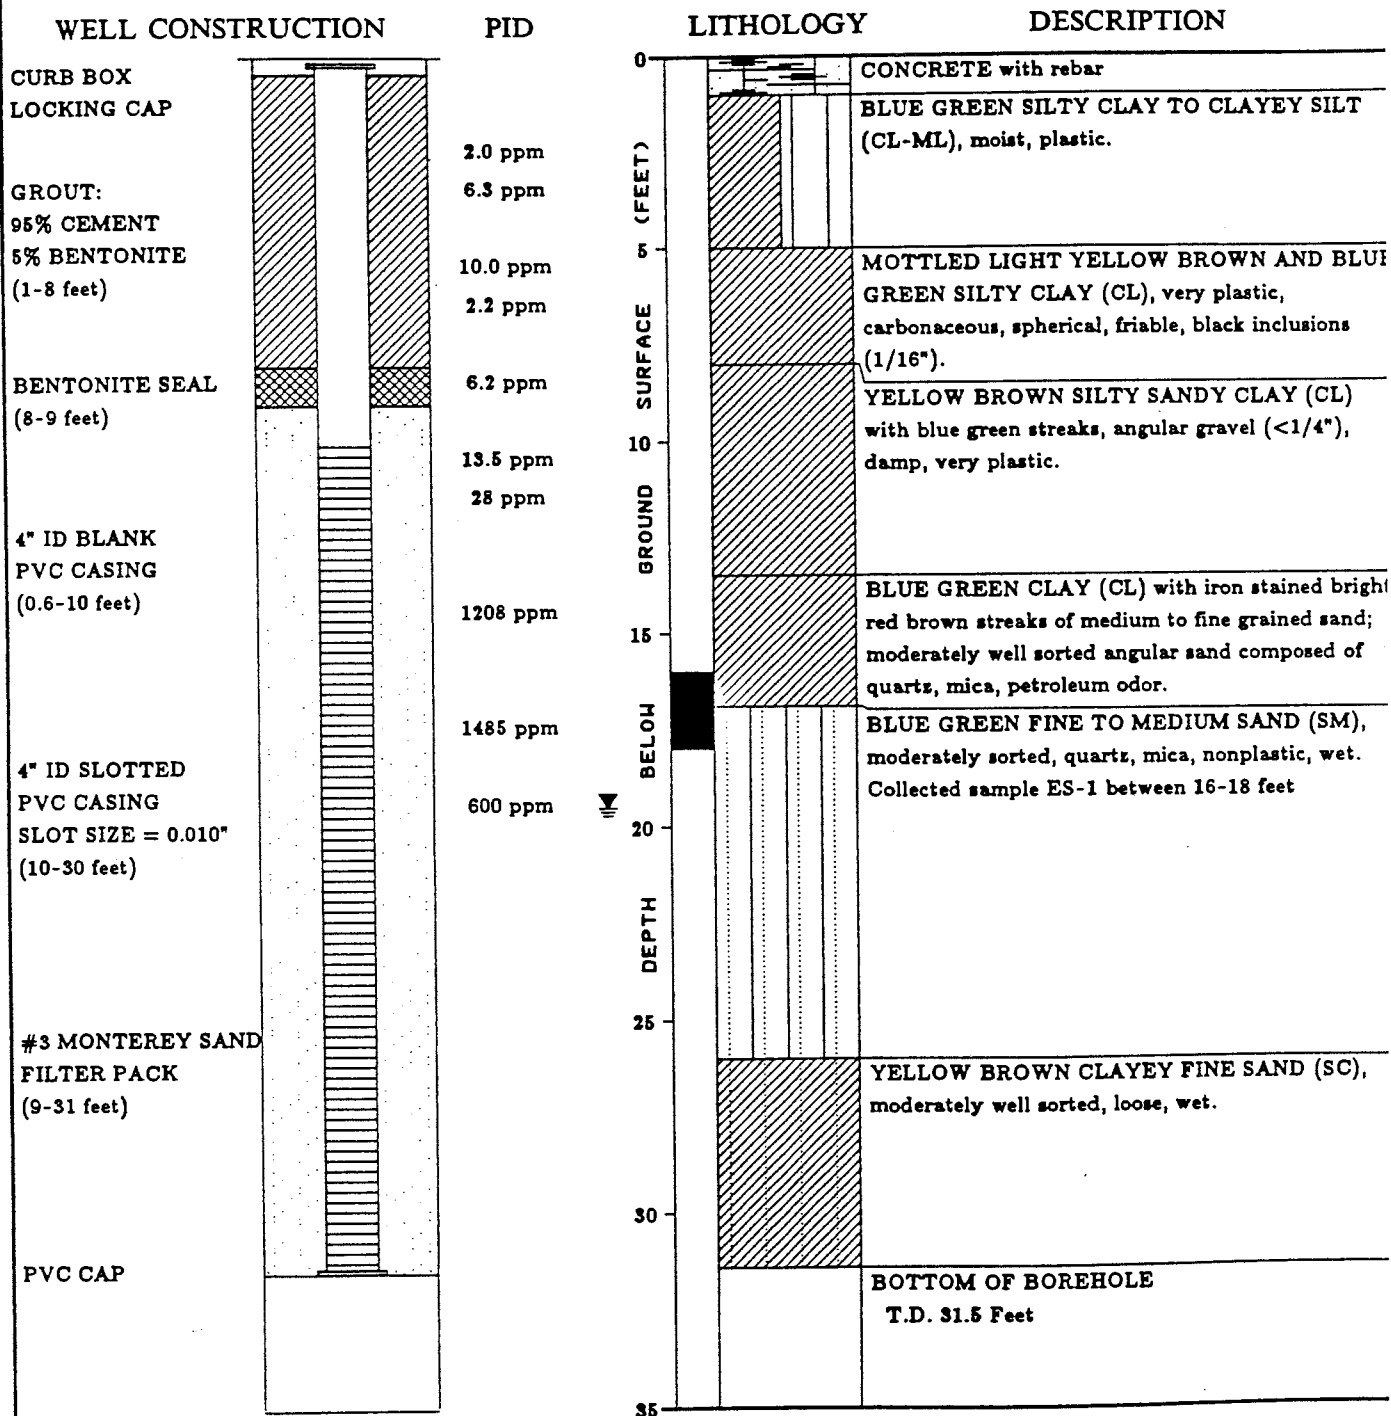 WELL CONSTRUCTION
PID
LITHOLOGY
DESCRIPTION
CURB BOX
LOCKING CAP
GROUT:
95% CEMENT
5% BENTONITE
(1-8 feet)
BENTONITE SEAL
(8-9 feet)
4" ID BLANK
PVC CASING
(0.6-10 feet)
4" ID SLOTTED
PVC CASING
SLOT SIZE = 0.010"
(10-30 feet)
#3 MONTEREY SAND
FILTER PACK
(9-31 feet)
PVC CAP
2.0 ppm
6.3 ppm
10.0 ppm
2.2 ppm
6.2 ppm
13.5 ppm
28 ppm
1208 ppm
1485 ppm
600 ppm
DEPTH BELOW GROUND SURFACE (FEET)
0
5
10
15
20
25
30
35
CONCRETE with rebar
BLUE GREEN SILTY CLAY TO CLAYEY SILT
(CL-ML), moist, plastic.
MOTTLED LIGHT YELLOW BROWN AND BLUE
GREEN SILTY CLAY (CL), very plastic,
carbonaceous, spherical, friable, black inclusions
(1/16").
YELLOW BROWN SILTY SANDY CLAY (CL)
with blue green streaks, angular gravel (<1/4"),
damp, very plastic.
BLUE GREEN CLAY (CL) with iron stained bright
red brown streaks of medium to fine grained sand;
moderately well sorted angular sand composed of
quartz, mica, petroleum odor.
BLUE GREEN FINE TO MEDIUM SAND (SM),
moderately sorted, quartz, mica, nonplastic, wet.
Collected sample ES-1 between 16-18 feet
YELLOW BROWN CLAYEY FINE SAND (SC),
moderately well sorted, loose, wet.
BOTTOM OF BOREHOLE
T.D. 31.5 Feet